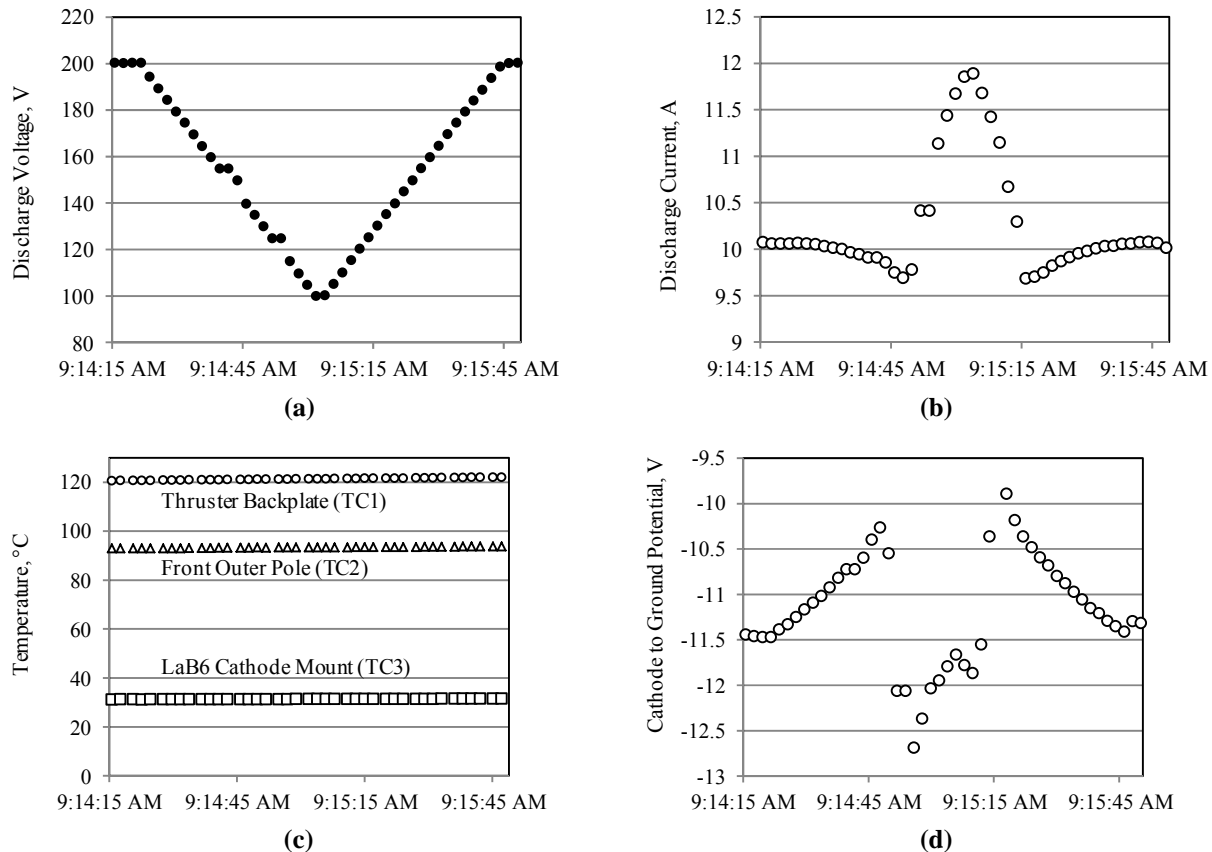 220
200
180
160
140
120
100
80
Discharge Voltage, V
9:14:15 AM 9:14:45 AM 9:15:15 AM 9:15:45 AM
(a)
12.5
12
11.5
11
10.5
10
9.5
9
Discharge Current, A
9:14:15 AM 9:14:45 AM 9:15:15 AM 9:15:45 AM
(b)
120
100
80
60
40
20
0
Temperature, °C
Thruster Backplate (TC1)
Front Outer Pole (TC2)
LaB6 Cathode Mount (TC3)
9:14:15 AM 9:14:45 AM 9:15:15 AM 9:15:45 AM
(c)
-9.5
-10
-10.5
-11
-11.5
-12
-12.5
-13
Cathode to Ground Potential, V
9:14:15 AM 9:14:45 AM 9:15:15 AM 9:15:45 AM
(d)